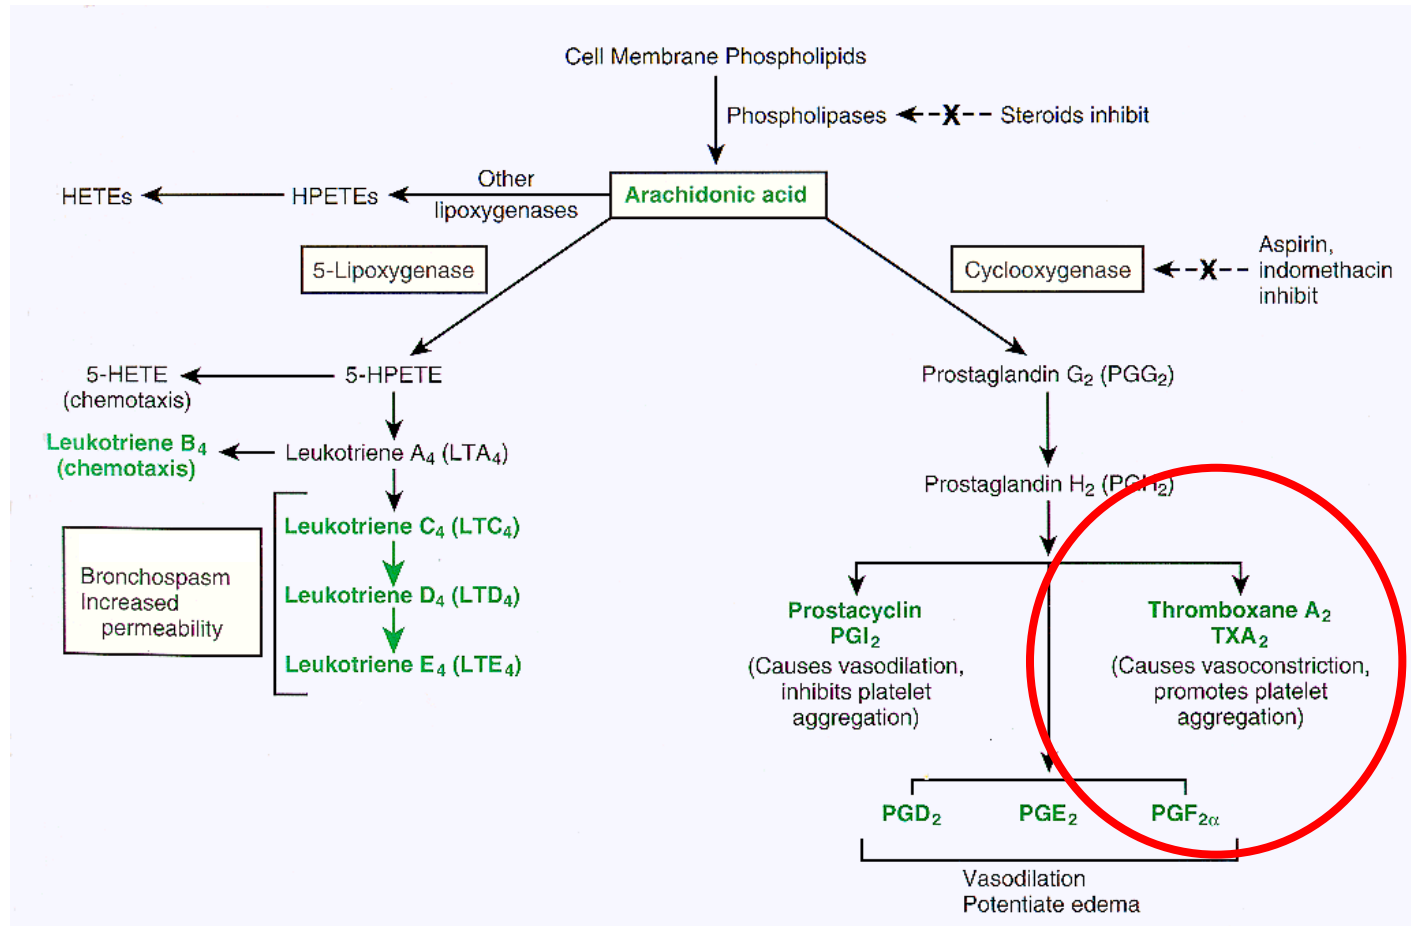 Cell Membrane Phospholipids
Phospholipases
X
Steroids inhibit
HETEs
HPETEs
Other
lipoxygenases
Arachidonic acid
5-Lipoxygenase
Cyclooxygenase
X
Aspirin,
indomethacin
inhibit
5-HETE
(chemotaxis)
5-HPETE
Prostaglandin G₂ (PGG₂)
Leukotriene B₄
(chemotaxis)
Leukotriene A₄ (LTA₄)
Prostaglandin H₂ (PGH₂)
Leukotriene C₄ (LTC₄)
Leukotriene D₄ (LTD₄)
Leukotriene E₄ (LTE₄)
Bronchospasm
Increased
permeability
Prostacyclin
PGI₂
(Causes vasodilation,
inhibits platelet
aggregation)
Thromboxane A₂
TXA₂
(Causes vasoconstriction,
promotes platelet
aggregation)
PGD₂
PGE₂
PGF₂α
Vasodilation
Potentiate edema